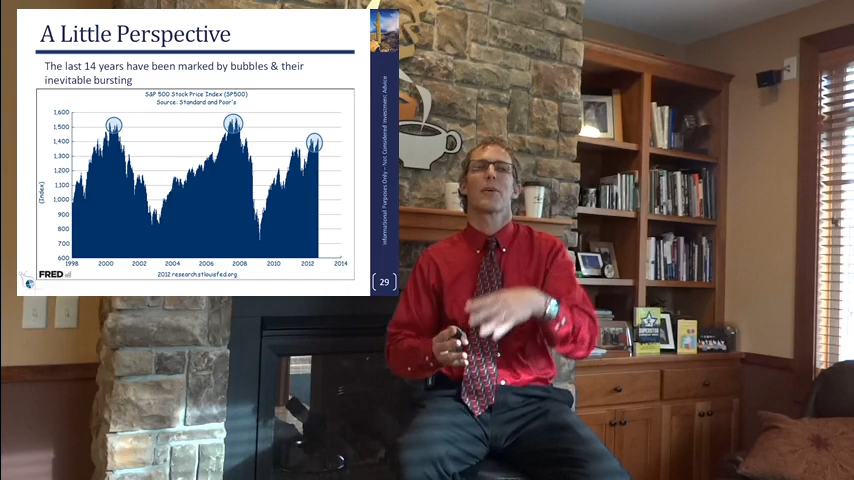 A Little Perspective
The last 14 years have been marked by bubbles & their
inevitable bursting
S&P 500 Stock Price Index (SP500)
Source: Standard and Poor's
1,600
1,500
1,400
1,300
1,200
1,100
1,000
900
800
700
600
(Index)
1998
2000
2002
2004
2006
2008
2010
2012
2014
FRED
2012 research.stlouisfed.org
Informational Purposes Only – Not Considered Investment Advice
29
SUPERSTAR